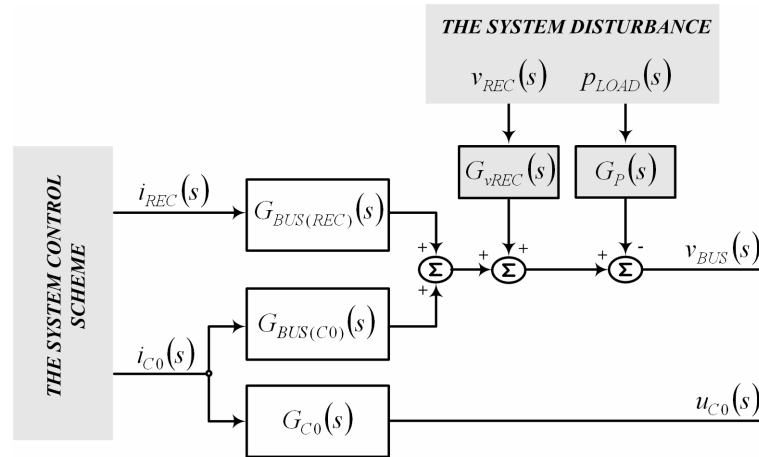 THE SYSTEM DISTURBANCE
v_REC(s) p_LOAD(s)
THE SYSTEM CONTROL
SCHEME
i_REC(s)
G_BUS(REC)(s)
G_vREC(s)
G_P(s)
+ + + + -
Σ Σ Σ
+ +
v_BUS(s)
i_C0(s)
G_BUS(C0)(s)
G_C0(s)
u_C0(s)